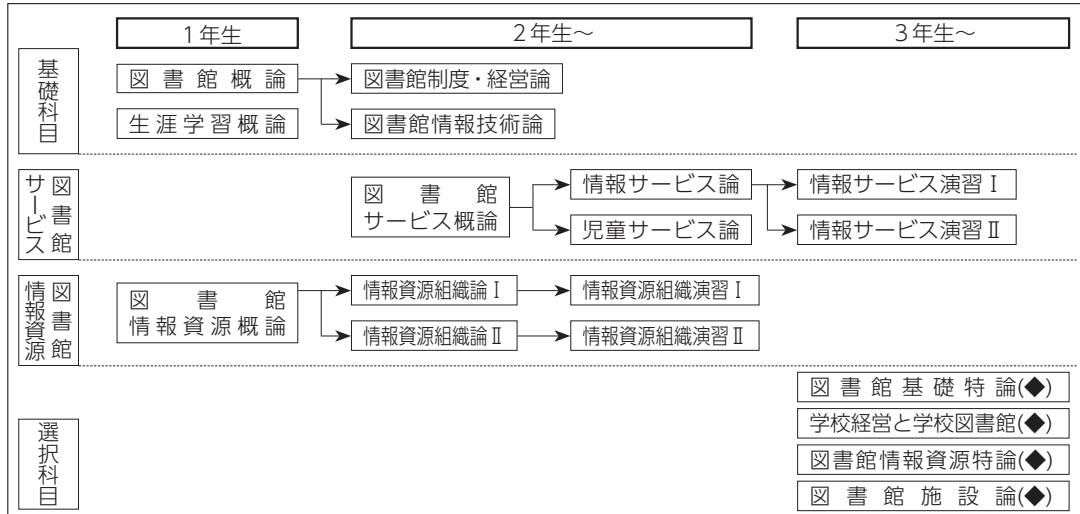 1年生
2年生～
3年生～
基礎科目
図書館概論
図書館制度・経営論
生涯学習概論
図書館情報技術論
図書館
サービス
図書館
サービス概論
情報サービス論
情報サービス演習Ⅰ
児童サービス論
情報サービス演習Ⅱ
図書館
情報資源
図書館
情報資源概論
情報資源組織論Ⅰ
情報資源組織演習Ⅰ
情報資源組織論Ⅱ
情報資源組織演習Ⅱ
選択科目
図書館基礎特論(◆)
学校経営と学校図書館(◆)
図書館情報資源特論(◆)
図書館施設論(◆)